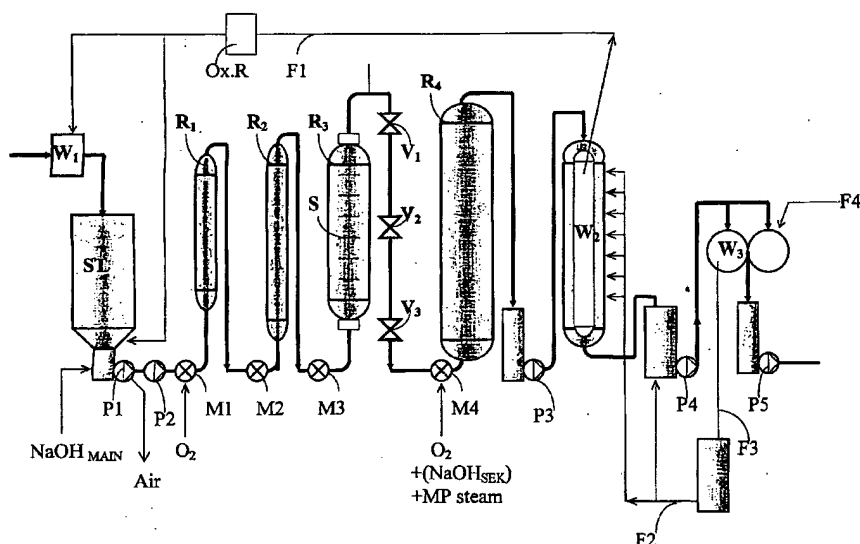 Ox.R
F1
R4
R1
R2
R3
W1
V1
F4
S
V2
W2
W3
ST
V3
P1
P2
M1
M2
M3
M4
P3
P4
P5
F3
NaOH MAIN
O2
Air
O2
+(NaOHSEK)
+MP steam
F2